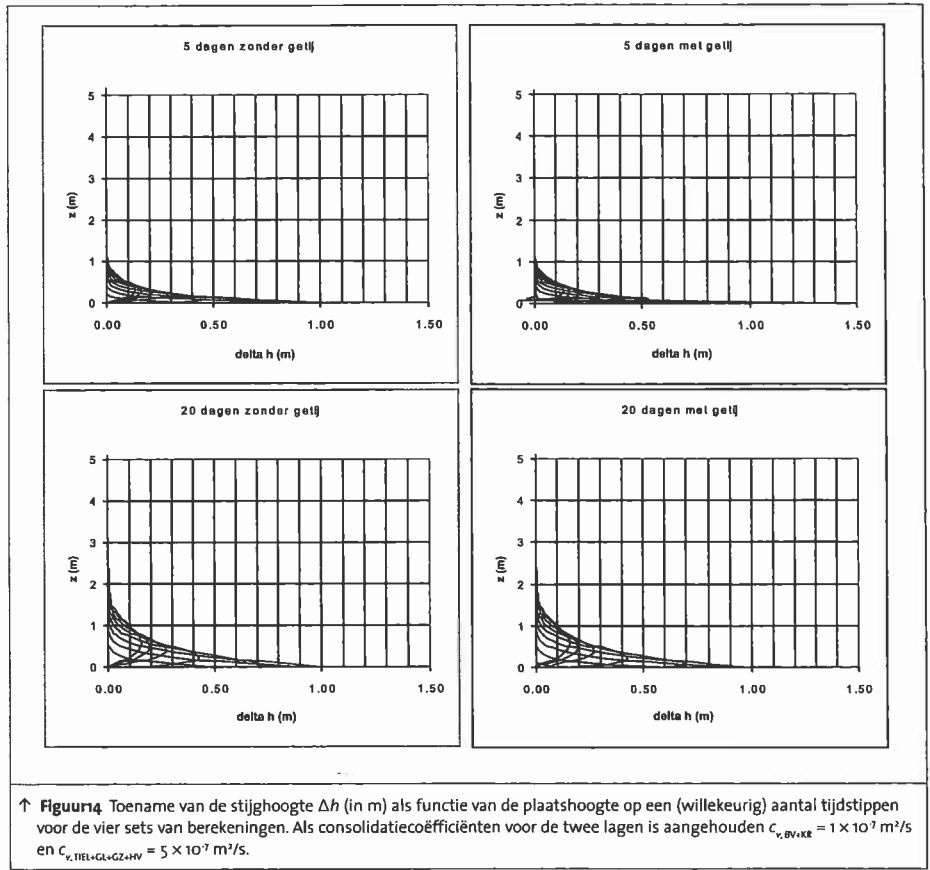 5 dagen zonder getij
5
4
3
2
1
0
z (m)
0.00 0.50 1.00 1.50
delta h (m)
5 dagen met getij
5
4
3
2
1
0
z (m)
0.00 0.50 1.00 1.50
delta h (m)
20 dagen zonder getij
5
4
3
2
1
0
z (m)
0.00 0.50 1.00 1.50
delta h (m)
20 dagen met getij
5
4
3
2
1
0
z (m)
0.00 0.50 1.00 1.50
delta h (m)
↑ Figuur14 Toename van de stijghoogte Δh (in m) als functie van de plaatshoogte op een (willekeurig) aantal tijdstippen
voor de vier sets van berekeningen. Als consolidatiecoëfficiënten voor de twee lagen is aangehouden c_v,BV+KR = 1 × 10⁻⁷ m²/s
en c_v,TIEL+GL+GZ+HV = 5 × 10⁻⁷ m²/s.